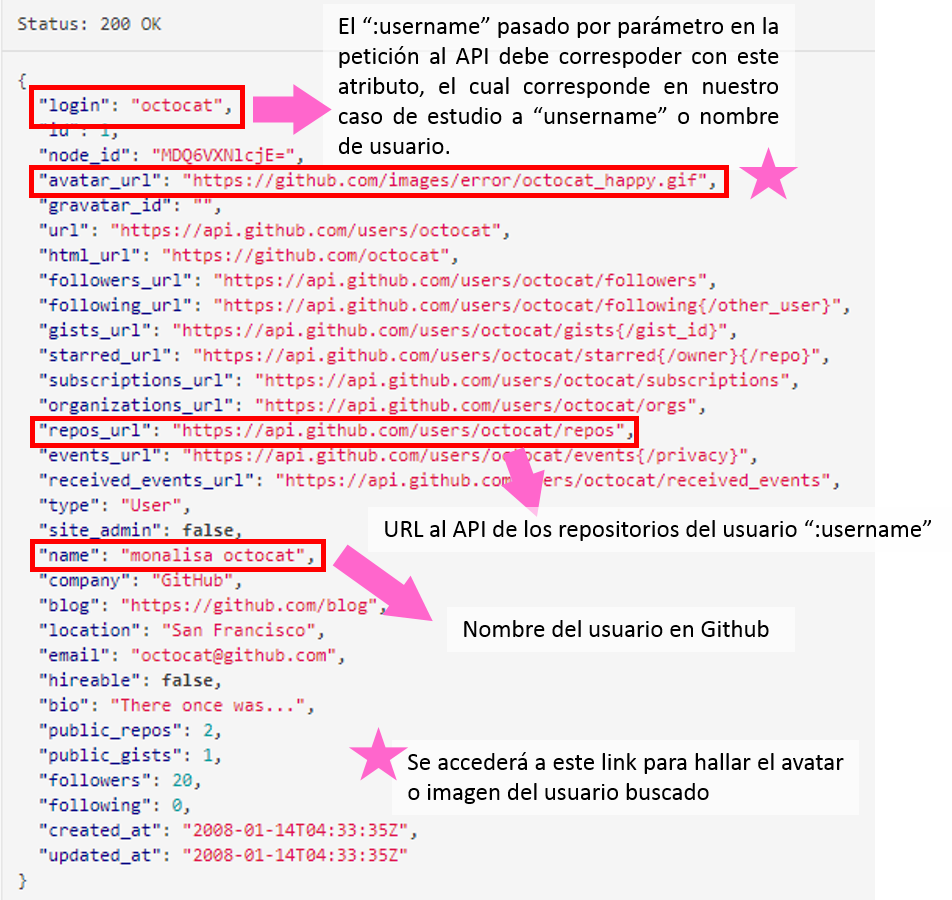 Status: 200 OK
El “:username” pasado por parámetro en la
petición al API debe correspoder con este
atributo, el cual corresponde en nuestro
caso de estudio a “unsername” o nombre
de usuario.
{
"login": "octocat",
"id": 1,
"node_id": "MDQ6VXNlcjE=",
"avatar_url": "https://github.com/images/error/octocat_happy.gif",
"gravatar_id": "",
"url": "https://api.github.com/users/octocat",
"html_url": "https://github.com/octocat",
"followers_url": "https://api.github.com/users/octocat/followers",
"following_url": "https://api.github.com/users/octocat/following{/other_user}",
"gists_url": "https://api.github.com/users/octocat/gists{/gist_id}",
"starred_url": "https://api.github.com/users/octocat/starred{/owner}{/repo}",
"subscriptions_url": "https://api.github.com/users/octocat/subscriptions",
"organizations_url": "https://api.github.com/users/octocat/orgs",
"repos_url": "https://api.github.com/users/octocat/repos",
"events_url": "https://api.github.com/users/octocat/events{/privacy}",
"received_events_url": "https://api.github.com/users/octocat/received_events",
"type": "User",
"site_admin": false,
URL al API de los repositorios del usuario “:username”
"name": "monalisa octocat",
"company": "GitHub",
"blog": "https://github.com/blog",
"location": "San Francisco",
Nombre del usuario en Github
"email": "octocat@github.com",
"hireable": false,
"bio": "There once was...",
"public_repos": 2,
"public_gists": 1,
"followers": 20,
"following": 0,
Se accederá a este link para hallar el avatar
o imagen del usuario buscado
"created_at": "2008-01-14T04:33:35Z",
"updated_at": "2008-01-14T04:33:35Z"
}